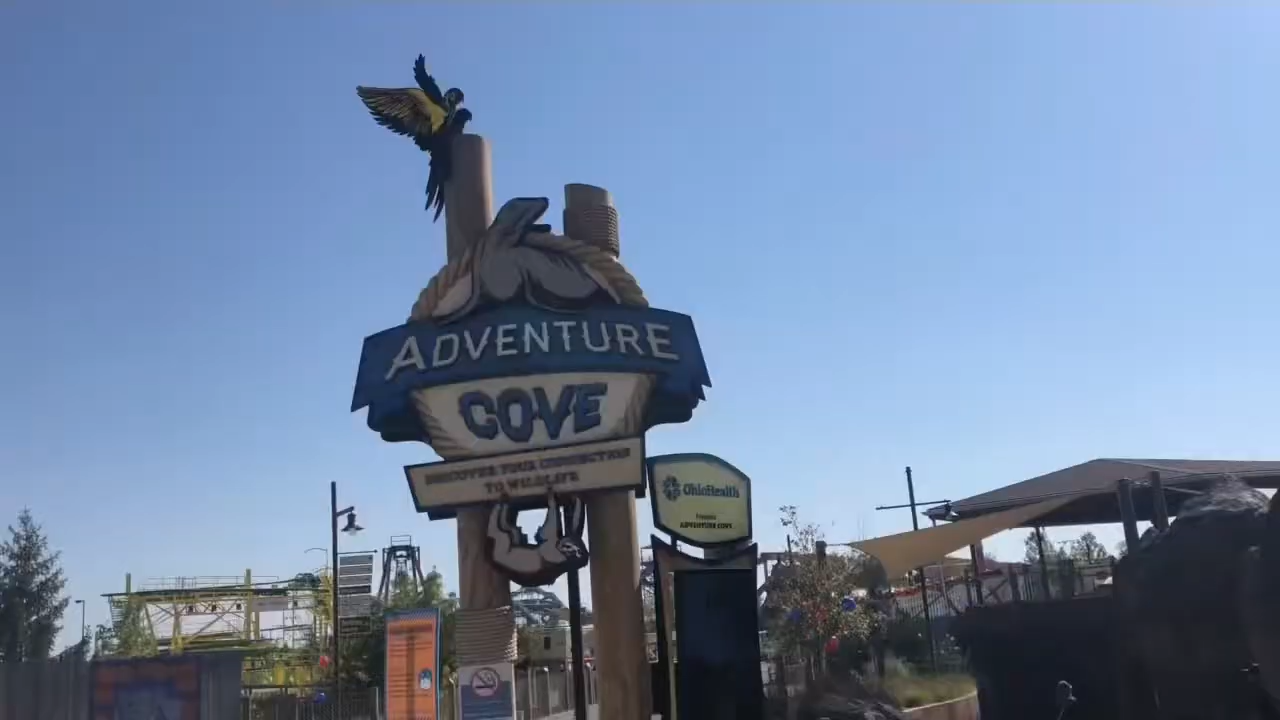 ADVENTURE
COVE
DISCOVER YOUR CONNECTION
TO WILDLIFE
OhioHealth
Presents
ADVENTURE COVE